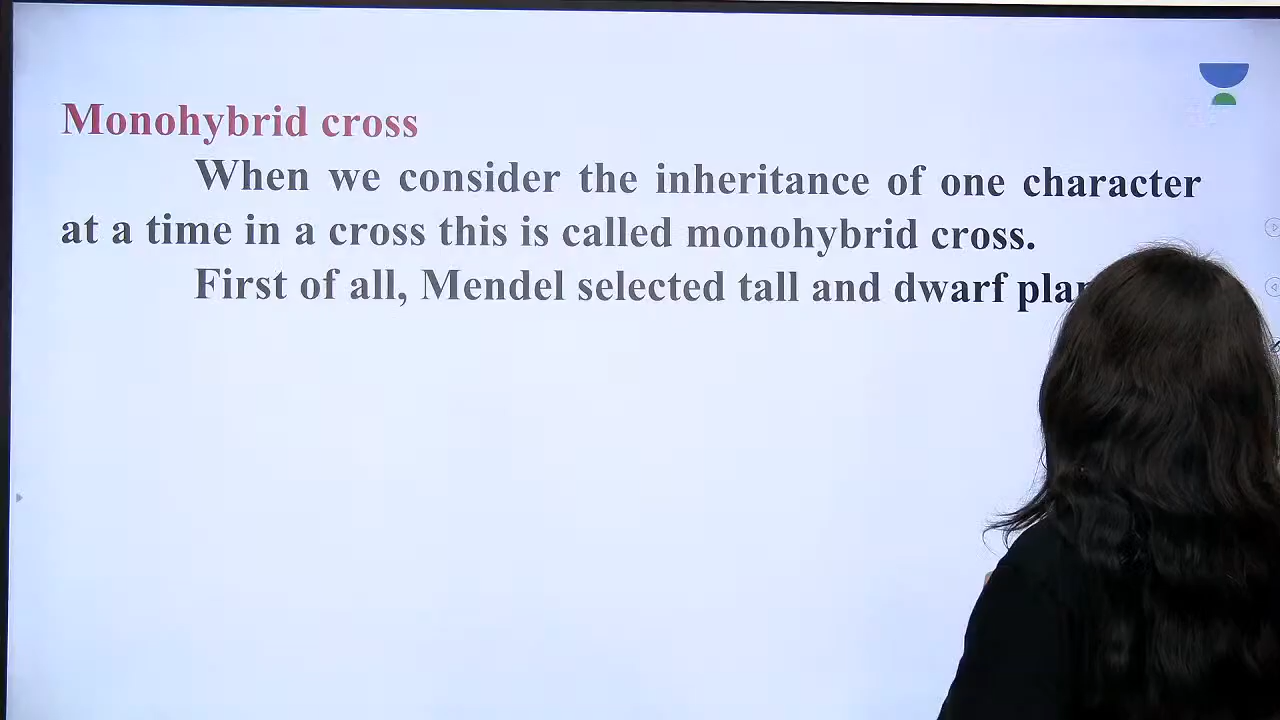 Monohybrid cross
When we consider the inheritance of one character
at a time in a cross this is called monohybrid cross.
First of all, Mendel selected tall and dwarf